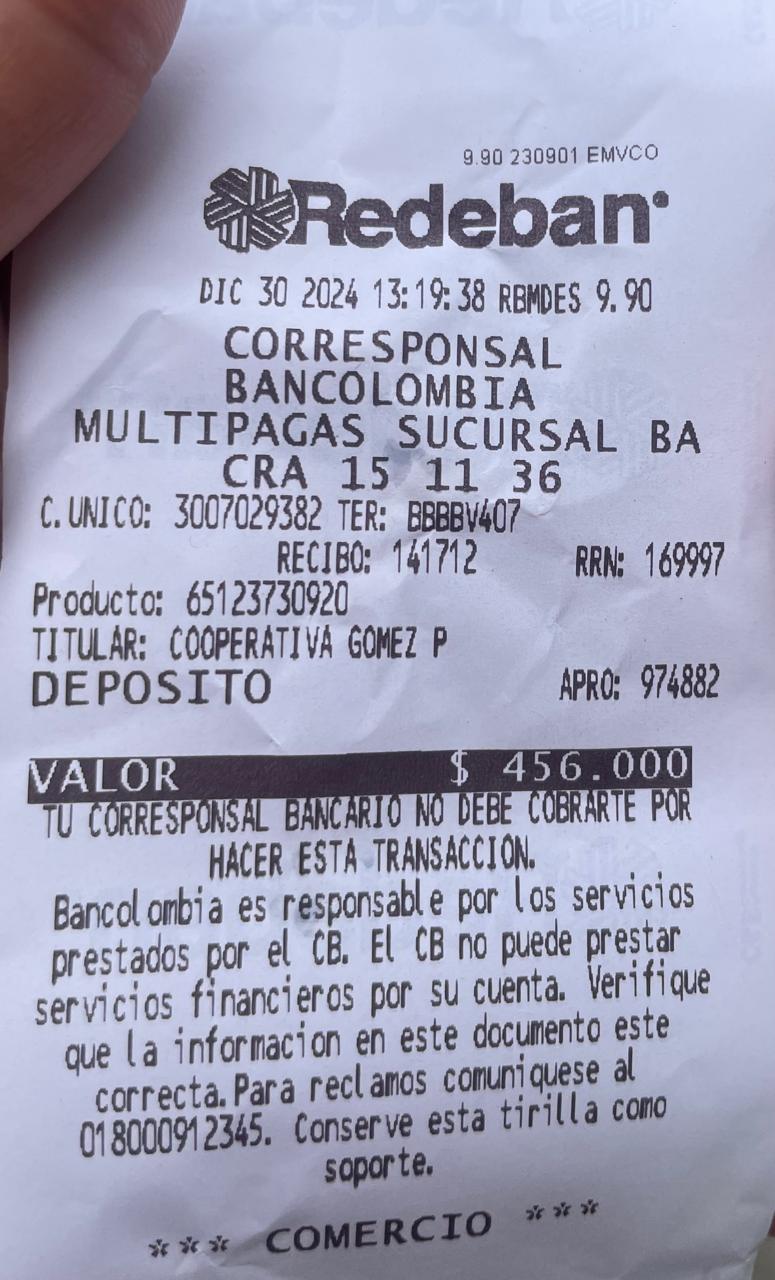 9.90 230901 EMVCO
Redeban
DIC 30 2024 13:19:38 RBMDES 9.90
CORRESPONSAL
BANCOLOMBIA
MULTIPAGAS SUCURSAL BA
CRA 15 11 36
C.UNICO: 3007029382 TER: BBBBV407
RECIBO: 141712 RRN: 169997
Producto: 65123730920
TITULAR: COOPERATIVA GOMEZ P
DEPOSITO APRO: 974882
VALOR $ 456.000
TU CORRESPONSAL BANCARIO NO DEBE COBRARTE POR
HACER ESTA TRANSACCION.
Bancolombia es responsable por los servicios
prestados por el CB. El CB no puede prestar
servicios financieros por su cuenta. Verifique
que la informacion en este documento este
correcta. Para reclamos comuniquese al
018000912345. Conserve esta tirilla como
soporte.
*** COMERCIO ***